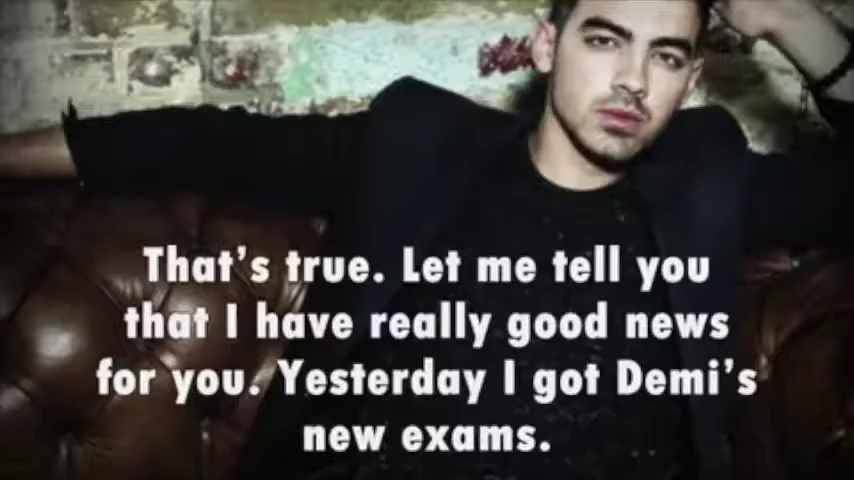 That's true. Let me tell you
that I have really good news
for you. Yesterday I got Demi's
new exams.